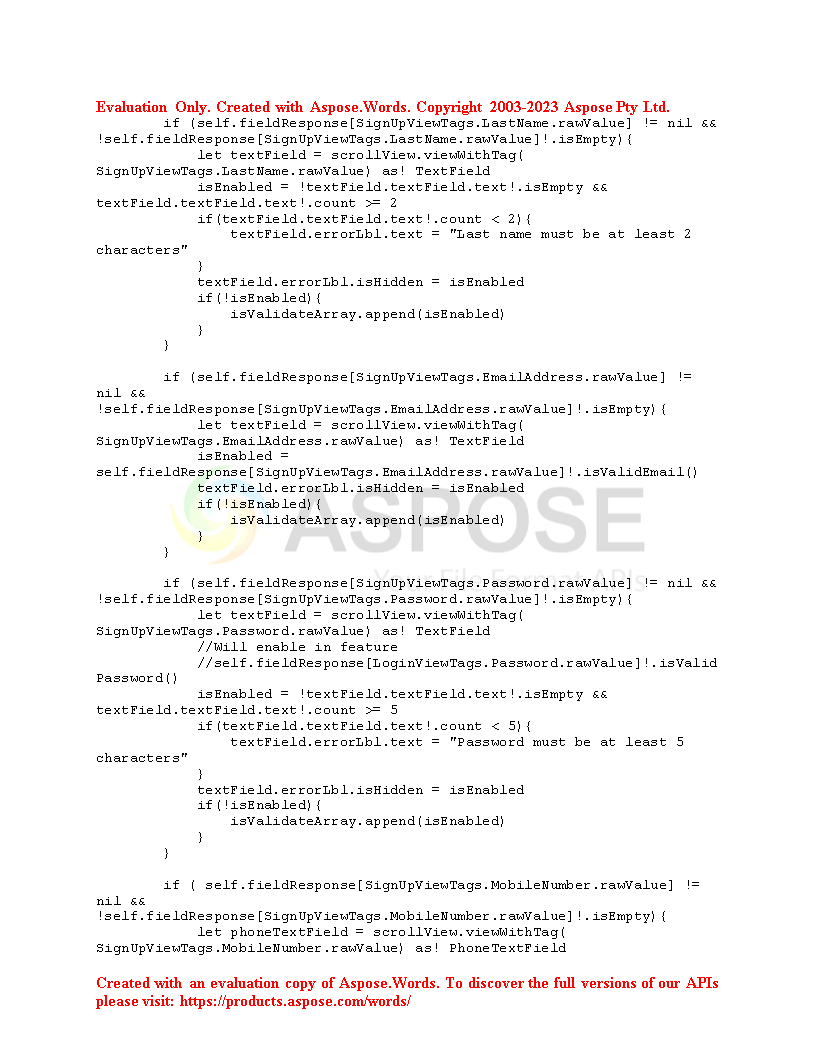 Evaluation Only. Created with Aspose.Words. Copyright 2003-2023 Aspose Pty Ltd.
        if (self.fieldResponse[SignUpViewTags.LastName.rawValue] != nil &&
!self.fieldResponse[SignUpViewTags.LastName.rawValue]!.isEmpty){
            let textField = scrollView.viewWithTag(
SignUpViewTags.LastName.rawValue) as! TextField
            isEnabled = !textField.textField.text!.isEmpty &&
textField.textField.text!.count >= 2
            if(textField.textField.text!.count < 2){
                textField.errorLbl.text = "Last name must be at least 2
characters"
            }
            textField.errorLbl.isHidden = isEnabled
            if(!isEnabled){
                isValidateArray.append(isEnabled)
            }
        }
        if (self.fieldResponse[SignUpViewTags.EmailAddress.rawValue] !=
nil &&
!self.fieldResponse[SignUpViewTags.EmailAddress.rawValue]!.isEmpty){
            let textField = scrollView.viewWithTag(
SignUpViewTags.EmailAddress.rawValue) as! TextField
            isEnabled =
self.fieldResponse[SignUpViewTags.EmailAddress.rawValue]!.isValidEmail()
            textField.errorLbl.isHidden = isEnabled
            if(!isEnabled){
                isValidateArray.append(isEnabled)
            }
        }
ASPOSE
Your File Format APIs
        if (self.fieldResponse[SignUpViewTags.Password.rawValue] != nil &&
!self.fieldResponse[SignUpViewTags.Password.rawValue]!.isEmpty){
            let textField = scrollView.viewWithTag(
SignUpViewTags.Password.rawValue) as! TextField
            //Will enable in feature
            //self.fieldResponse[LoginViewTags.Password.rawValue]!.isValid
Password()
            isEnabled = !textField.textField.text!.isEmpty &&
textField.textField.text!.count >= 5
            if(textField.textField.text!.count < 5){
                textField.errorLbl.text = "Password must be at least 5
characters"
            }
            textField.errorLbl.isHidden = isEnabled
            if(!isEnabled){
                isValidateArray.append(isEnabled)
            }
        }
        if ( self.fieldResponse[SignUpViewTags.MobileNumber.rawValue] !=
nil &&
!self.fieldResponse[SignUpViewTags.MobileNumber.rawValue]!.isEmpty){
            let phoneTextField = scrollView.viewWithTag(
SignUpViewTags.MobileNumber.rawValue) as! PhoneTextField
Created with an evaluation copy of Aspose.Words. To discover the full versions of our APIs
please visit: https://products.aspose.com/words/